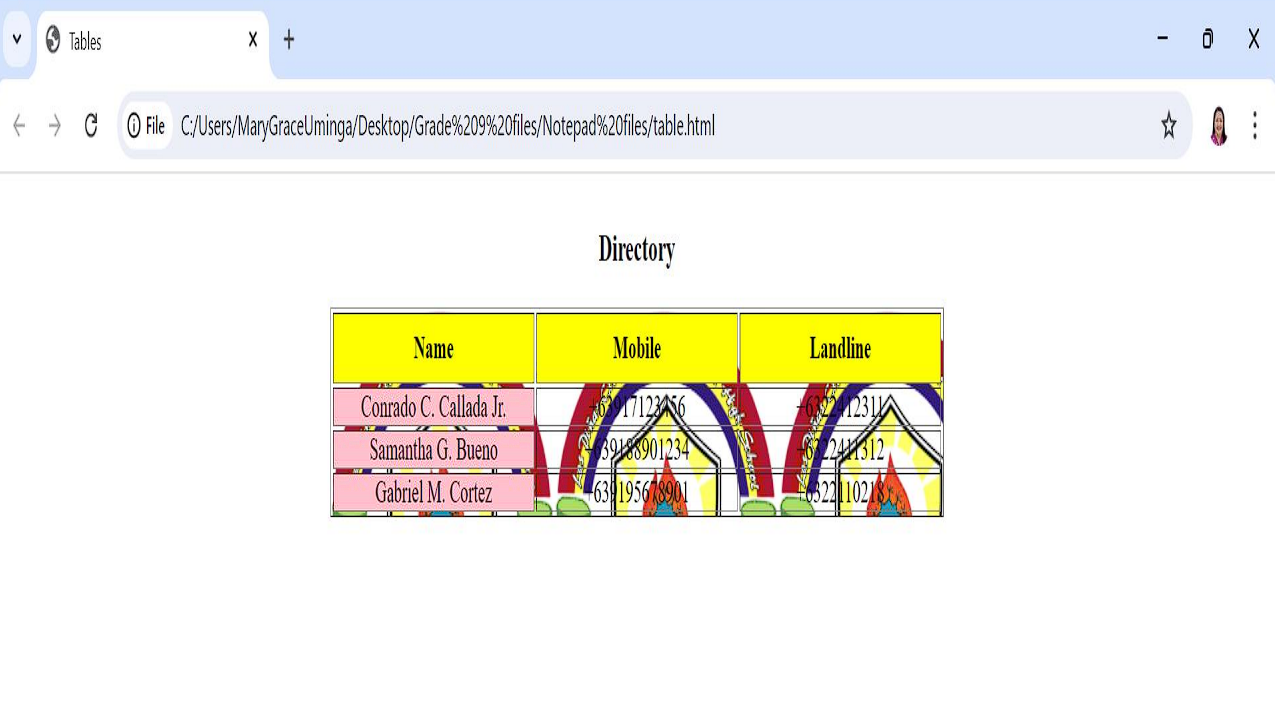 Tables
File C:/Users/MaryGraceUminga/Desktop/Grade%209%20files/Notepad%20files/table.html
Directory
Name Mobile Landline
Conrado C. Callada Jr. +63917123456 +6322412311
Samantha G. Bueno +639188901234 +6322411312
Gabriel M. Cortez +639195678901 +6322110218